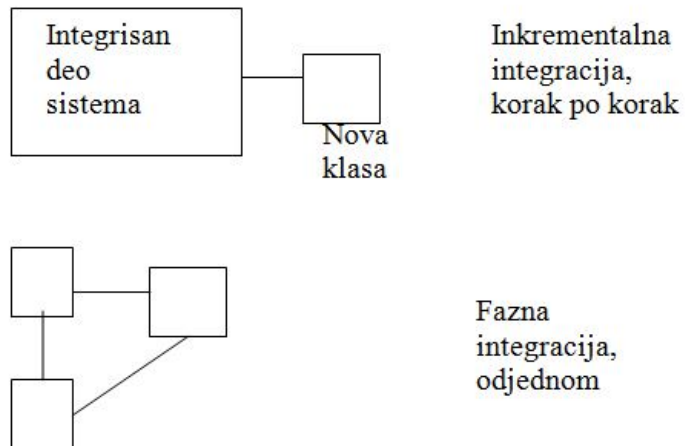 Integrisan
deo
sistema
Nova
klasa
Inkrementalna
integracija,
korak po korak
Fazna
integracija,
odjednom